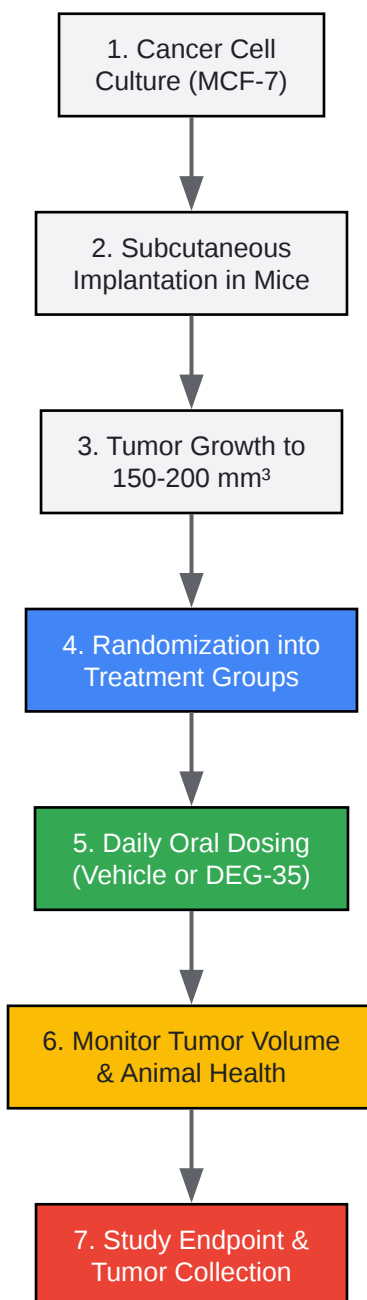 1. Cancer Cell
Culture (MCF-7)
2. Subcutaneous
Implantation in Mice
3. Tumor Growth to
150-200 mm³
4. Randomization into
Treatment Groups
5. Daily Oral Dosing
(Vehicle or DEG-35)
6. Monitor Tumor Volume
& Animal Health
7. Study Endpoint &
Tumor Collection